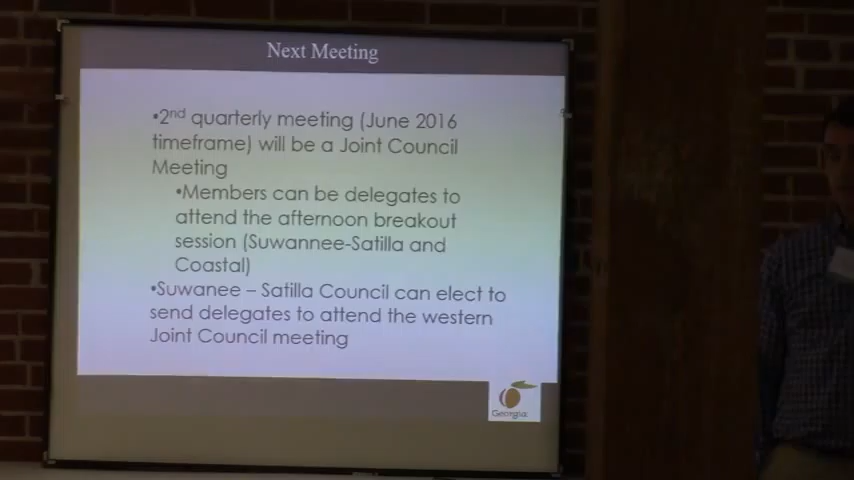 Next Meeting
•2nd quarterly meeting (June 2016
timeframe) will be a Joint Council
Meeting
•Members can be delegates to
attend the afternoon breakout
session (Suwannee-Satilla and
Coastal)
•Suwanee – Satilla Council can elect to
send delegates to attend the western
Joint Council meeting
Georgia